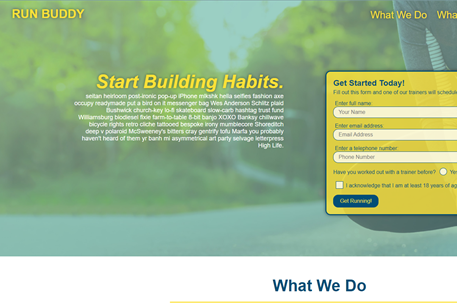 RUN BUDDY
What We Do
Wha
Start Building Habits.
seitan heirloom post-ironic pop-up iPhone mlkshk hella selfies fashion axe
occupy readymade put a bird on it messenger bag Wes Anderson Schlitz plaid
Bushwick church-key lo-fi skateboard slow-carb hashtag trust fund
Williamsburg biodiesel fixie farm-to-table 8-bit banjo XOXO Banksy chillwave
bicycle rights retro cliche tattooed bespoke irony mumblecore Shoreditch
deep v polaroid McSweeney's bitters cray gentrify tofu Marfa you probably
haven't heard of them yr banh mi asymmetrical art party selvage letterpress
High Life.
Get Started Today!
Fill out this form and one of our trainers will schedule
Enter full name:
Your Name
Enter email address:
Email Address
Enter a telephone number:
Phone Number
Have you worked out with a trainer before? Ye
I acknowledge that I am at least 18 years of ag
Get Running!
What We Do